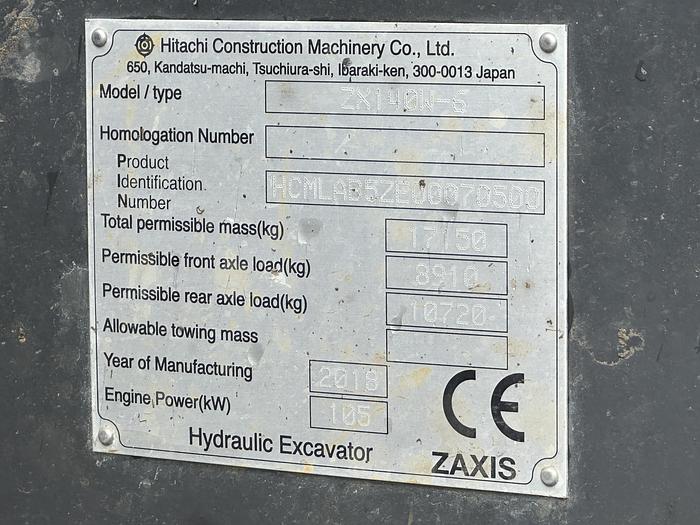 Hitachi Construction Machinery Co., Ltd.
650, Kandatsu-machi, Tsuchiura-shi, Ibaraki-ken, 300-0013 Japan
Model / type ZX140W-6
Homologation Number
Product
Identification
Number
Total permissible mass(kg) 17150
Permissible front axle load(kg) 8910
Permissible rear axle load(kg) 10720
Allowable towing mass
Year of Manufacturing 2018
Engine Power(kW) 105
CE
Hydraulic Excavator
ZAXIS